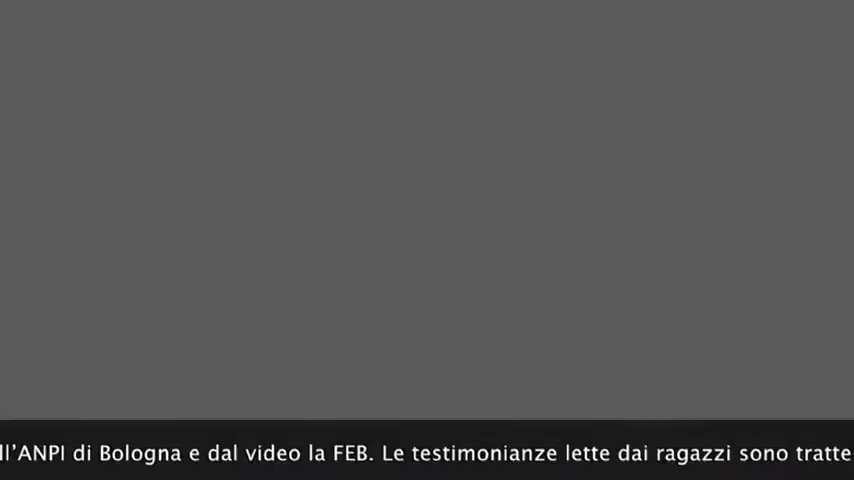 ll’ANPI di Bologna e dal video la FEB. Le testimonianze lette dai ragazzi sono tratte